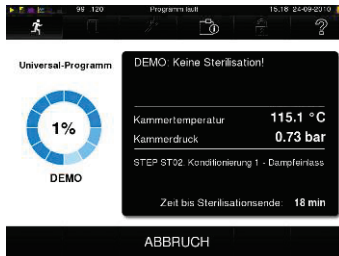 99 120 Programm läuft 15.18 24-09-2010
Universal-Programm
1%
DEMO
DEMO: Keine Sterilisation!
Kammertemperatur 115.1 °C
Kammerdruck 0.73 bar
STEP ST02. Konditionierung 1 - Dampfeinlass
Zeit bis Sterilisationsende: 18 min
ABBRUCH